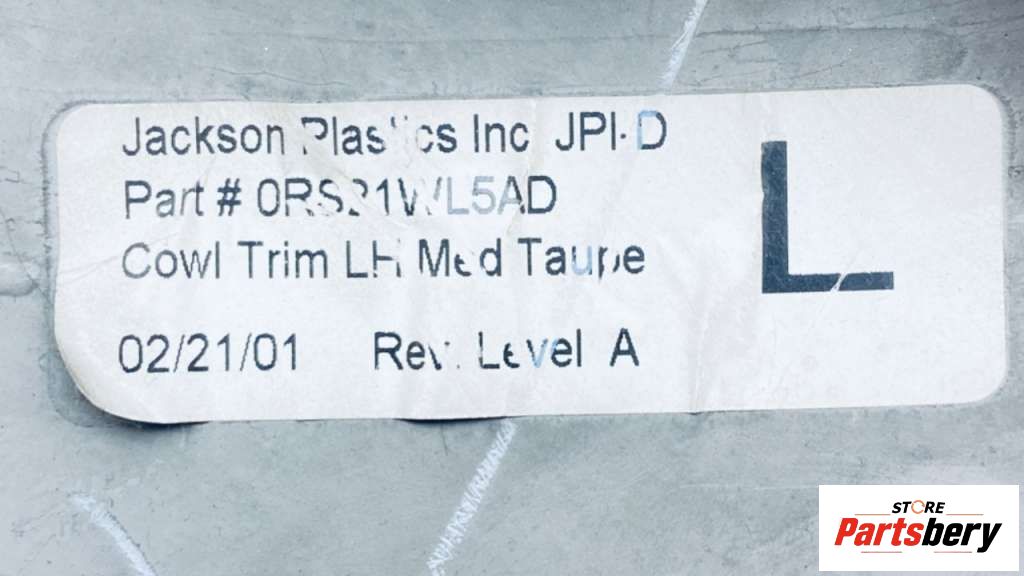 Jackson Plastics Inc JPI-D
Part # 0RS21WL5AD
Cowl Trim LH Med Taupe
L
02/21/01 Rev. Level A
STORE
Partsbery